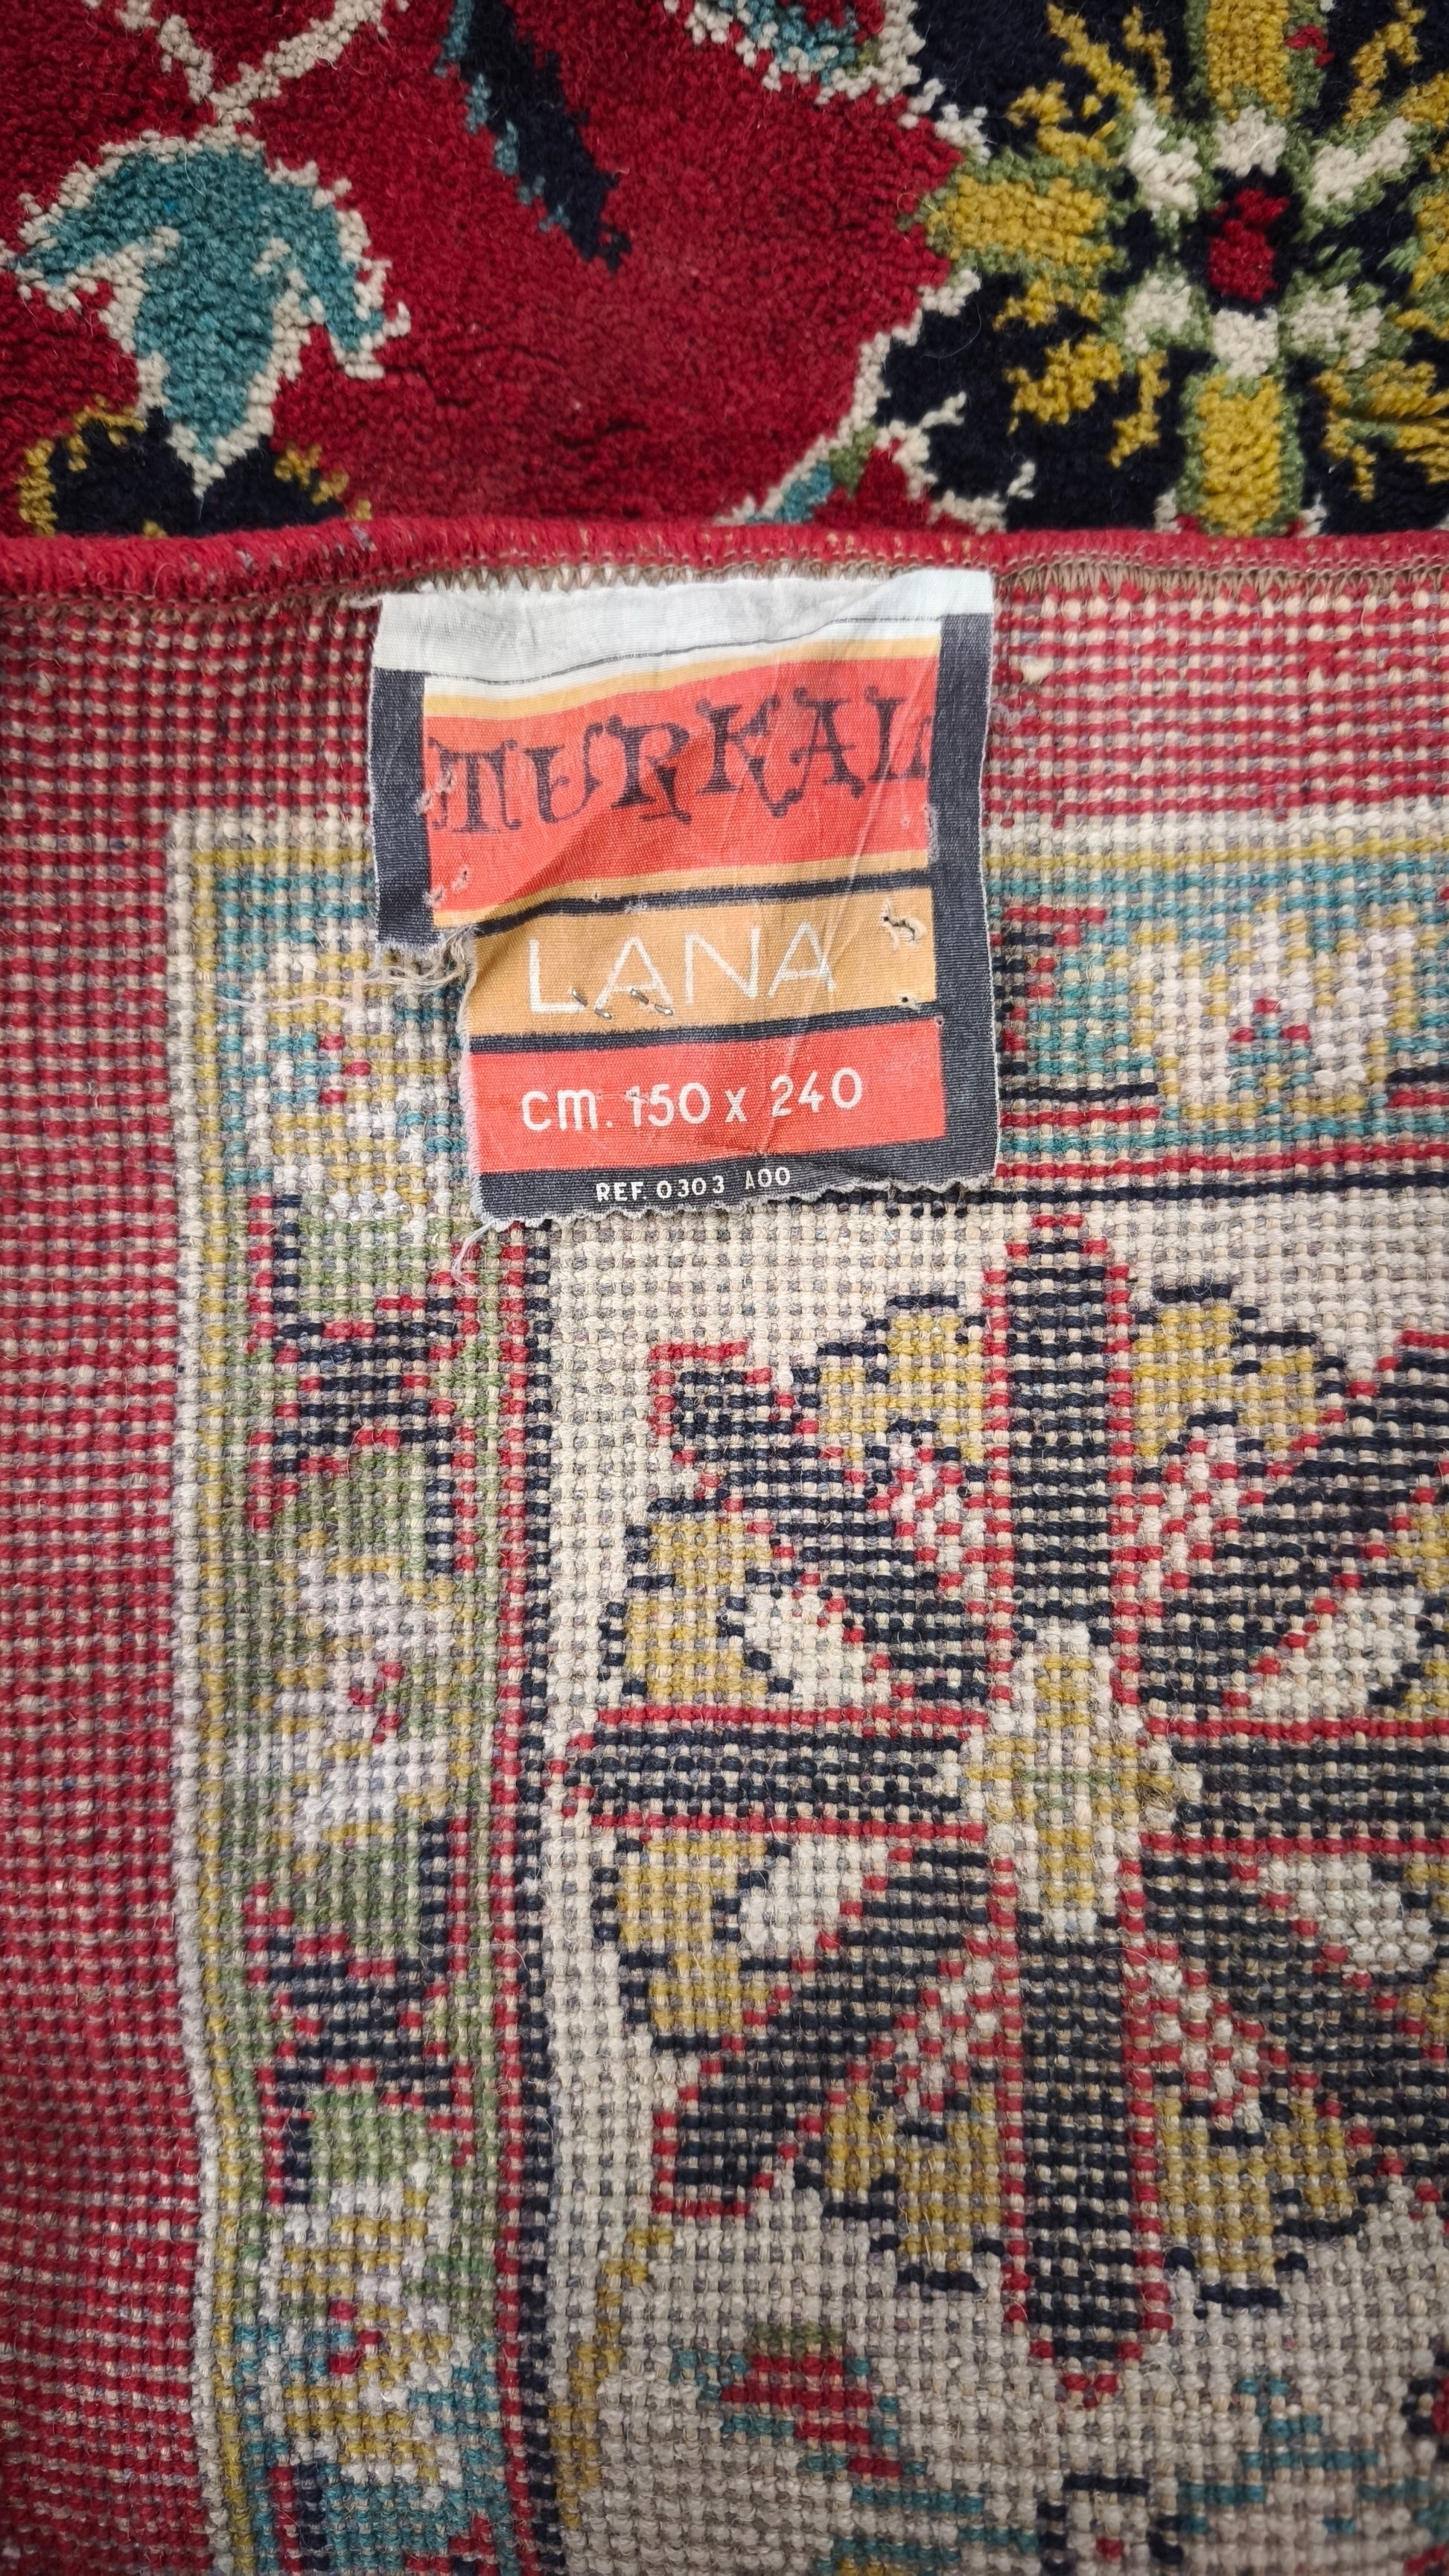 TURKAL
LANA
cm. 150 x 240
REF. 0303 A00